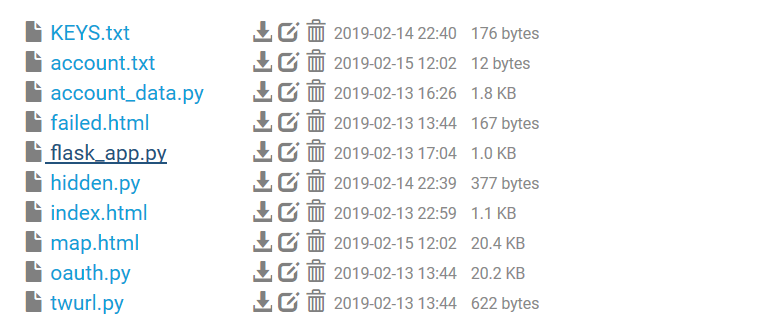 KEYS.txt 2019-02-14 22:40 176 bytes
account.txt 2019-02-15 12:02 12 bytes
account_data.py 2019-02-13 16:26 1.8 KB
failed.html 2019-02-13 13:44 167 bytes
flask_app.py 2019-02-13 17:04 1.0 KB
hidden.py 2019-02-14 22:39 377 bytes
index.html 2019-02-13 22:59 1.1 KB
map.html 2019-02-15 12:02 20.4 KB
oauth.py 2019-02-13 13:44 20.2 KB
twurl.py 2019-02-13 13:44 622 bytes